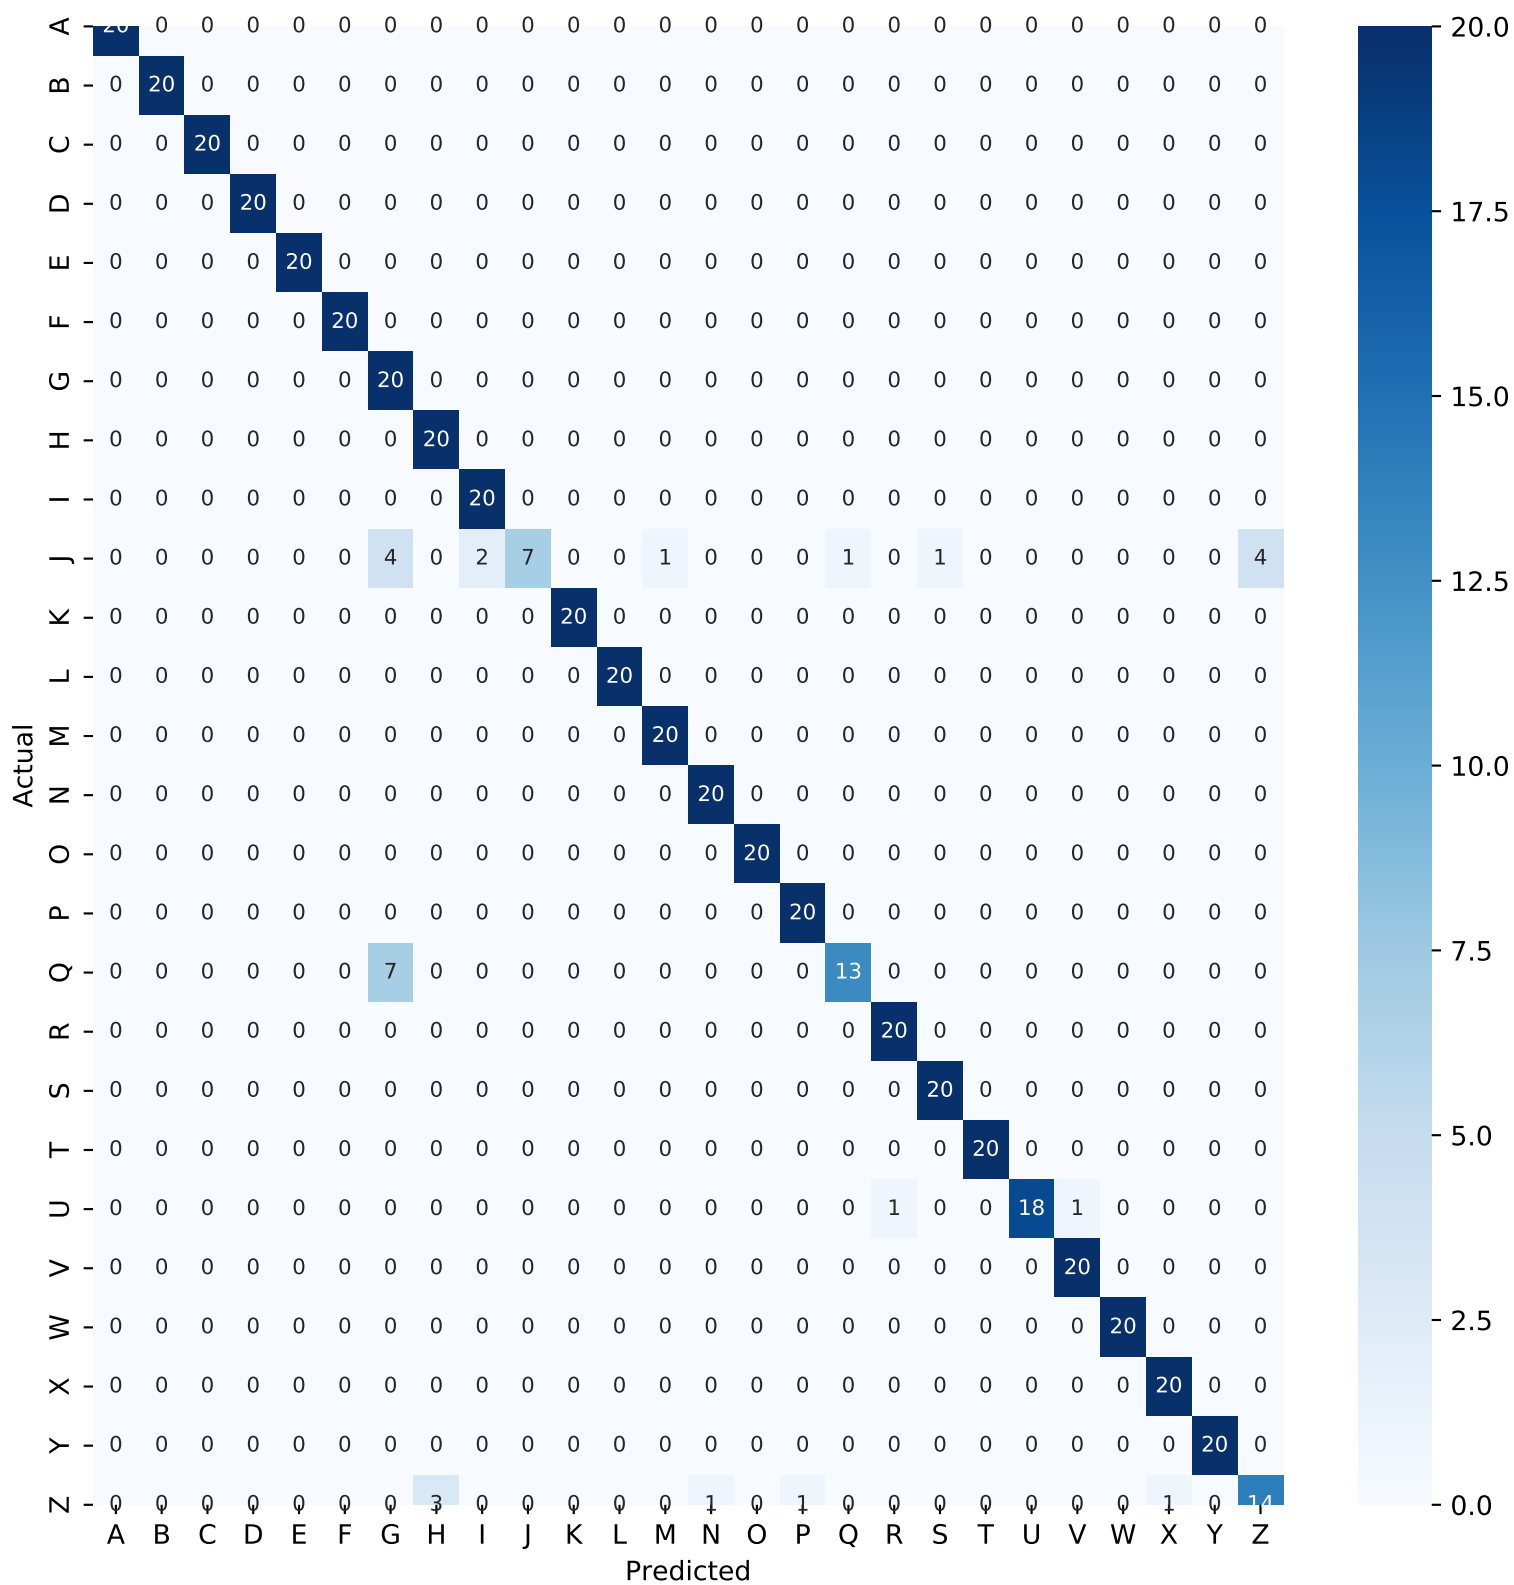 A 20 0 0 0 0 0 0 0 0 0 0 0 0 0 0 0 0 0 0 0 0 0 0 0 0 0 20.0
B 0 20 0 0 0 0 0 0 0 0 0 0 0 0 0 0 0 0 0 0 0 0 0 0 0 0
C 0 0 20 0 0 0 0 0 0 0 0 0 0 0 0 0 0 0 0 0 0 0 0 0 0 0
D 0 0 0 20 0 0 0 0 0 0 0 0 0 0 0 0 0 0 0 0 0 0 0 0 0 0 17.5
E 0 0 0 0 20 0 0 0 0 0 0 0 0 0 0 0 0 0 0 0 0 0 0 0 0 0
F 0 0 0 0 0 20 0 0 0 0 0 0 0 0 0 0 0 0 0 0 0 0 0 0 0 0
G 0 0 0 0 0 0 20 0 0 0 0 0 0 0 0 0 0 0 0 0 0 0 0 0 0 0 15.0
H 0 0 0 0 0 0 0 20 0 0 0 0 0 0 0 0 0 0 0 0 0 0 0 0 0 0
I 0 0 0 0 0 0 0 0 20 0 0 0 0 0 0 0 0 0 0 0 0 0 0 0 0 0
J 0 0 0 0 0 0 4 0 2 7 0 0 1 0 0 0 1 0 1 0 0 0 0 0 0 4 12.5
K 0 0 0 0 0 0 0 0 0 0 20 0 0 0 0 0 0 0 0 0 0 0 0 0 0 0
L 0 0 0 0 0 0 0 0 0 0 0 20 0 0 0 0 0 0 0 0 0 0 0 0 0 0
Actual
M 0 0 0 0 0 0 0 0 0 0 0 0 20 0 0 0 0 0 0 0 0 0 0 0 0 0 10.0
N 0 0 0 0 0 0 0 0 0 0 0 0 0 20 0 0 0 0 0 0 0 0 0 0 0 0
O 0 0 0 0 0 0 0 0 0 0 0 0 0 0 20 0 0 0 0 0 0 0 0 0 0 0
P 0 0 0 0 0 0 0 0 0 0 0 0 0 0 0 20 0 0 0 0 0 0 0 0 0 0 7.5
Q 0 0 0 0 0 0 7 0 0 0 0 0 0 0 0 0 13 0 0 0 0 0 0 0 0 0
R 0 0 0 0 0 0 0 0 0 0 0 0 0 0 0 0 0 20 0 0 0 0 0 0 0 0
S 0 0 0 0 0 0 0 0 0 0 0 0 0 0 0 0 0 0 20 0 0 0 0 0 0 0
T 0 0 0 0 0 0 0 0 0 0 0 0 0 0 0 0 0 0 0 20 0 0 0 0 0 0 5.0
U 0 0 0 0 0 0 0 0 0 0 0 0 0 0 0 0 0 1 0 0 18 1 0 0 0 0
V 0 0 0 0 0 0 0 0 0 0 0 0 0 0 0 0 0 0 0 0 0 20 0 0 0 0
W 0 0 0 0 0 0 0 0 0 0 0 0 0 0 0 0 0 0 0 0 0 0 20 0 0 0 2.5
X 0 0 0 0 0 0 0 0 0 0 0 0 0 0 0 0 0 0 0 0 0 0 0 20 0 0
Y 0 0 0 0 0 0 0 0 0 0 0 0 0 0 0 0 0 0 0 0 0 0 0 0 20 0
Z 0 0 0 0 0 0 0 3 0 0 0 0 0 1 0 1 0 0 0 0 0 0 0 1 0 14 0.0
A B C D E F G H I J K L M N O P Q R S T U V W X Y Z
Predicted